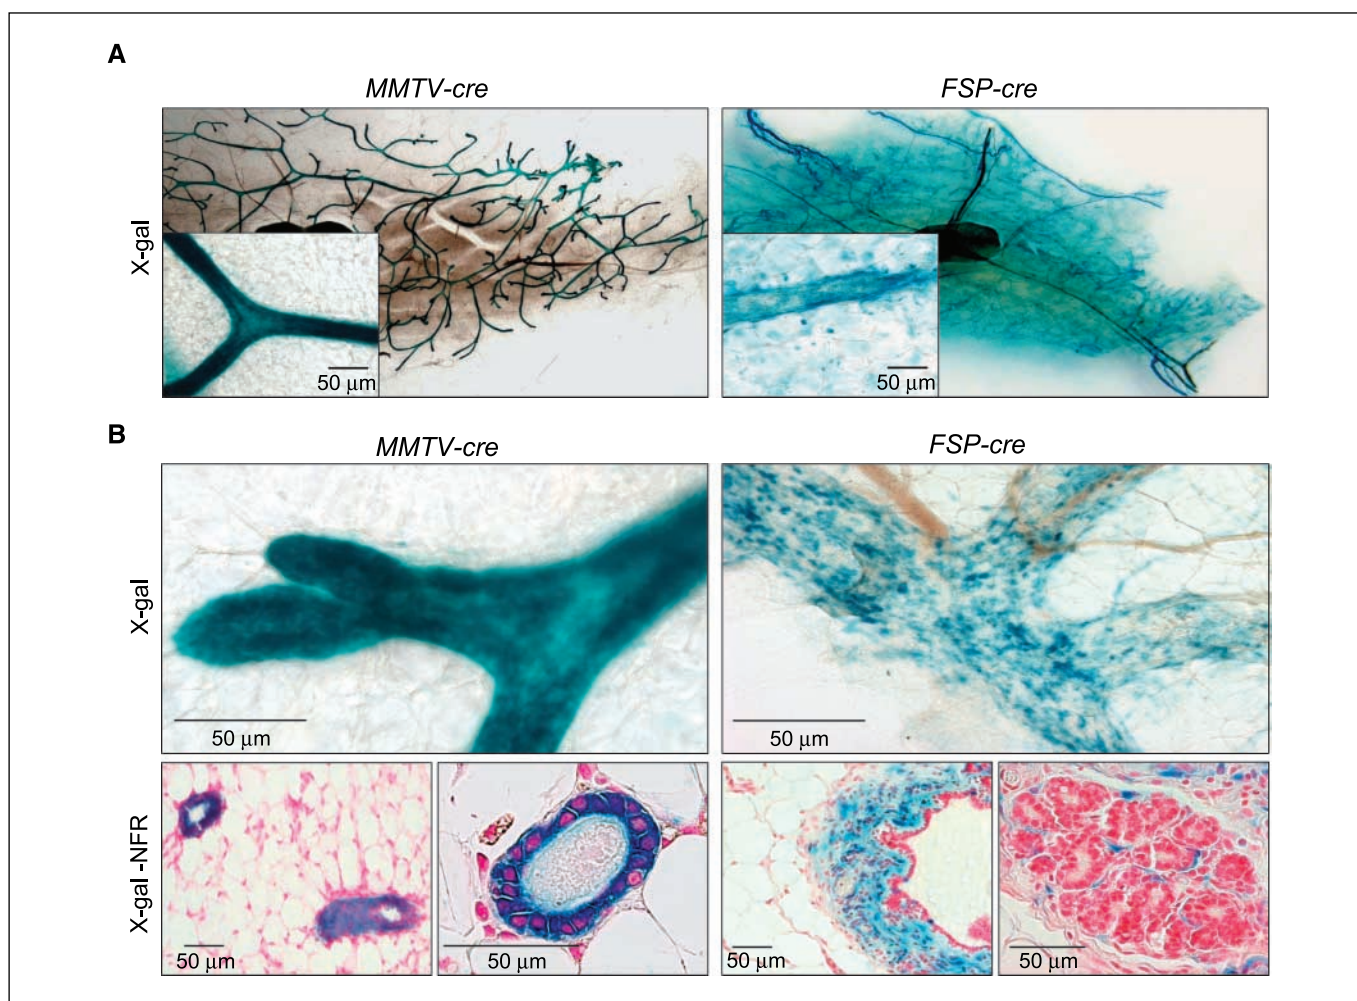 A
MMTV-cre
FSP-cre
X-gal
50 μm
50 μm
B
MMTV-cre
FSP-cre
X-gal
50 μm
50 μm
X-gal -NFR
50 μm
50 μm
50 μm
50 μm